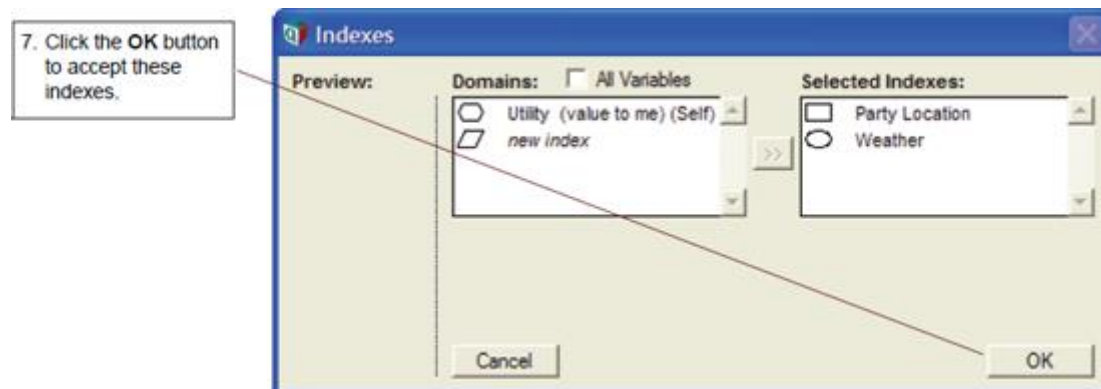 7. Click the OK button
to accept these
indexes.
Indexes
Preview:
Domains:
All Variables
Selected Indexes:
Utility (value to me) (Self)
new index
>>
Party Location
Weather
Cancel
OK